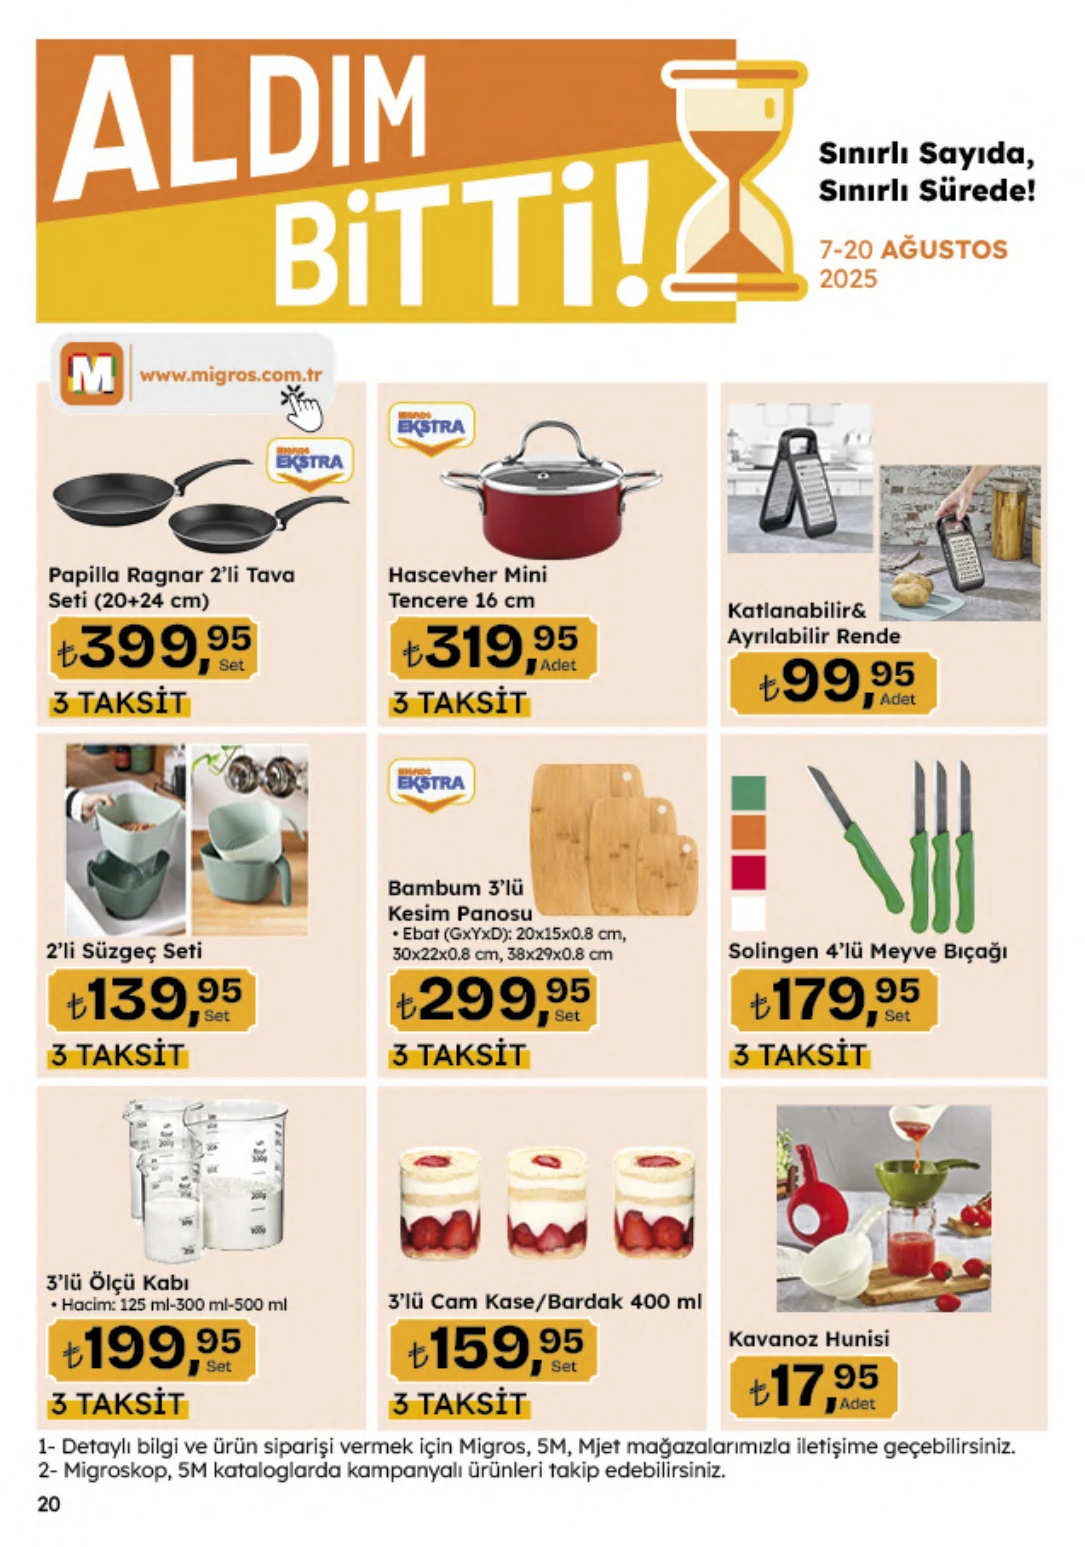 ALDIM
BİTTİ!
Sınırlı Sayıda,
Sınırlı Sürede!
7-20 AĞUSTOS
2025
M
www.migros.com.tr
MIGROS
EKSTRA
Papilla Ragnar 2'li Tava
Seti (20+24 cm)
₺399,95
Set
3 TAKSİT
MIGROS
EKSTRA
Hascevher Mini
Tencere 16 cm
₺319,95
Adet
3 TAKSİT
Katlanabilir&
Ayrılabilir Rende
₺99,95
Adet
2'li Süzgeç Seti
₺139,95
Set
3 TAKSİT
MIGROS
EKSTRA
Bambum 3'lü
Kesim Panosu
• Ebat (GxYxD): 20x15x0.8 cm,
30x22x0.8 cm, 38x29x0.8 cm
₺299,95
Set
3 TAKSİT
Solingen 4'lü Meyve Bıçağı
₺179,95
Set
3 TAKSİT
3'lü Ölçü Kabı
• Hacim: 125 ml-300 ml-500 ml
₺199,95
Set
3 TAKSİT
3'lü Cam Kase/Bardak 400 ml
₺159,95
Set
3 TAKSİT
Kavanoz Hunisi
₺17,95
Adet
1- Detaylı bilgi ve ürün siparişi vermek için Migros, 5M, Mjet mağazalarımızla iletişime geçebilirsiniz.
2- Migroskop, 5M kataloglarda kampanyalı ürünleri takip edebilirsiniz.
20